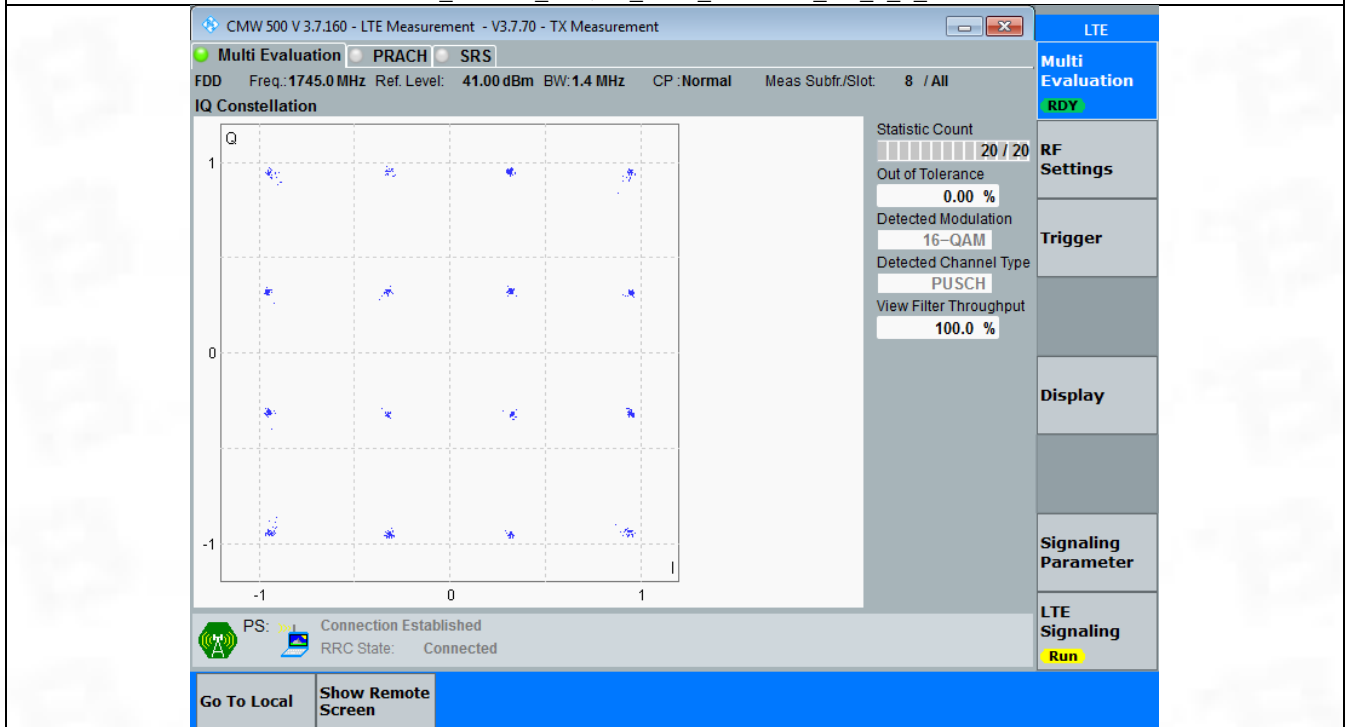 CMW 500 V 3.7.160 - LTE Measurement - V3.7.70 - TX Measurement
LTE
Multi Evaluation PRACH SRS
FDD Freq.: 1745.0 MHz Ref. Level: 41.00 dBm BW: 1.4 MHz CP : Normal Meas Subfr./Slot: 8 / All
IQ Constellation
Q
1
0
-1
-1 0 1
I
Statistic Count
20 / 20
Out of Tolerance
0.00 %
Detected Modulation
16-QAM
Detected Channel Type
PUSCH
View Filter Throughput
100.0 %
Multi
Evaluation
RDY
RF
Settings
Trigger
Display
Signaling
Parameter
LTE
Signaling
Run
PS: Connection Established
RRC State: Connected
Go To Local
Show Remote
Screen